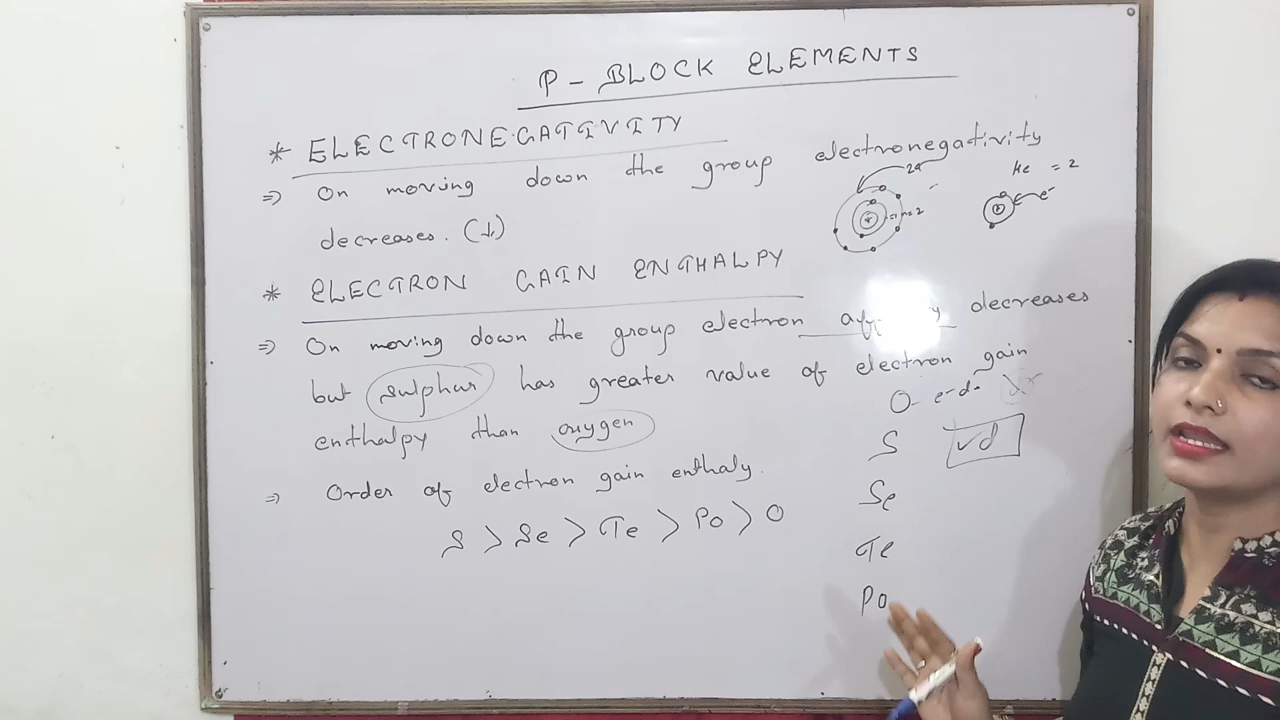 P - BLOCK ELEMENTS
* ELECTRONEGATIVITY
⇒ On moving down the group electronegativity
decreases. (↓)
* ELECTRON GAIN ENTHALPY
⇒ On moving down the group electron decreases
but sulphur has greater value of electron gain
enthalpy than oxygen
⇒ Order of electron gain enthaly.
S > Se > Te > Po > O
He = 2
e-
n=2
O e-d-
S vd
Se
Te
Po